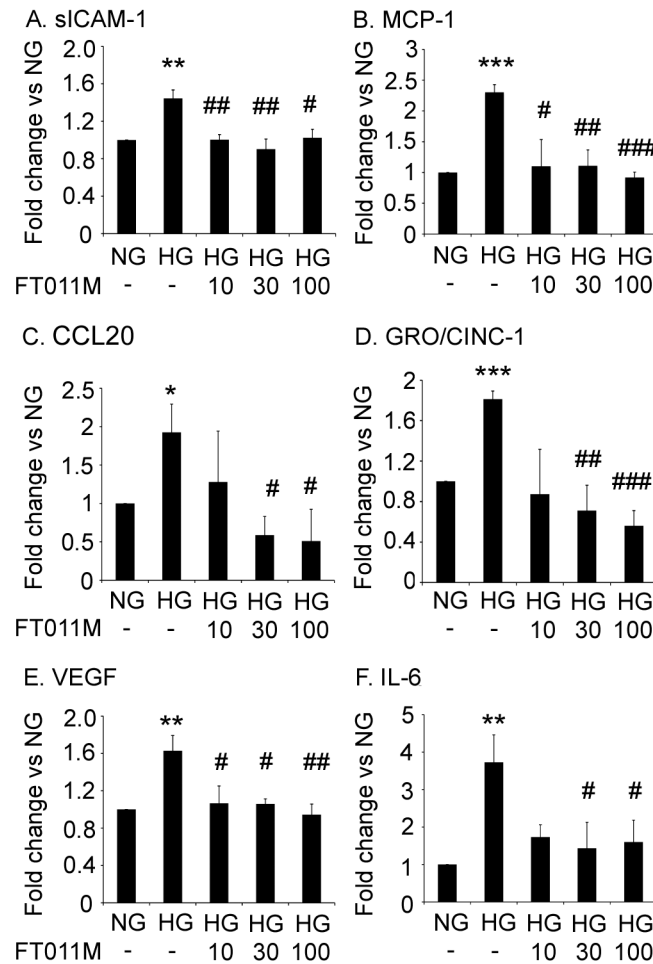 A. sICAM-1
Fold change vs NG
2.0
1.6
1.2
0.8
0.4
0
**
##
##
#
NG HG HG HG HG
FT011M - - 10 30 100
B. MCP-1
Fold change vs NG
3
2.5
2
1.5
1
0.5
0
***
#
##
###
NG HG HG HG HG
- - 10 30 100
C. CCL20
Fold change vs NG
2.5
2
1.5
1
0.5
0
*
#
#
NG HG HG HG HG
FT011M - - 10 30 100
D. GRO/CINC-1
Fold change vs NG
2
1.6
1.2
0.8
0.4
0
***
##
###
NG HG HG HG HG
- - 10 30 100
E. VEGF
Fold change vs NG
2.0
1.6
1.2
0.8
0.4
0
**
#
#
##
NG HG HG HG HG
FT011M - - 10 30 100
F. IL-6
Fold change vs NG
5
4
3
2
1
0
**
#
#
NG HG HG HG HG
- - 10 30 100